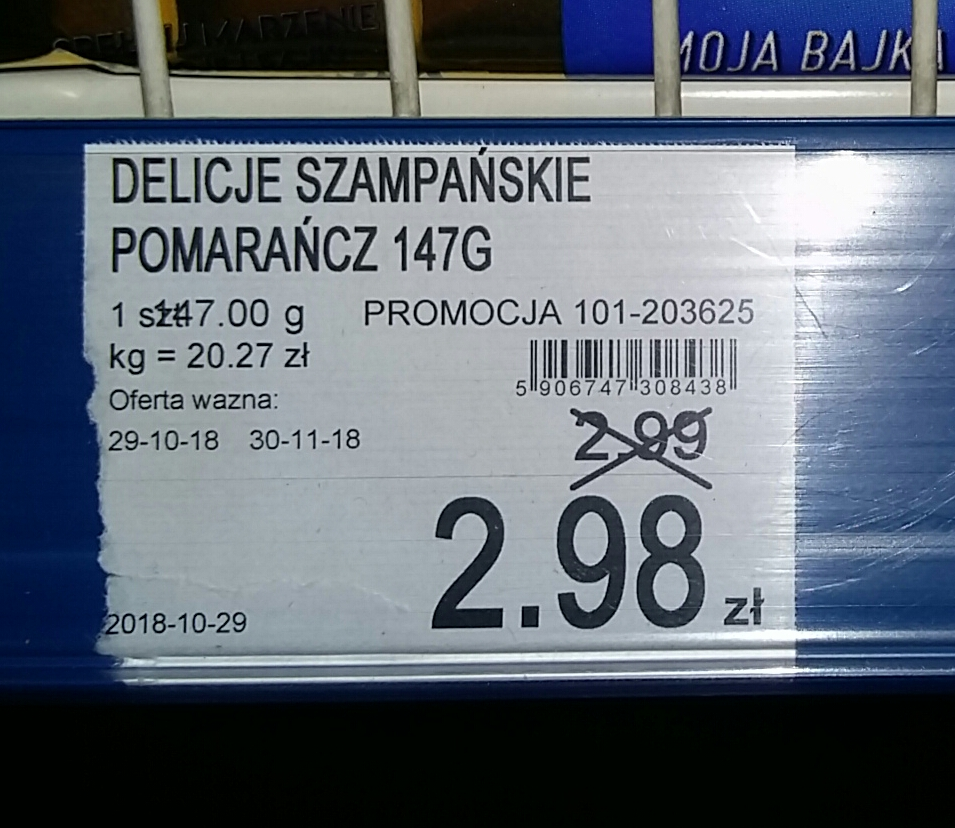 MOJA BAJKA
DELICJE SZAMPAŃSKIE
POMARAŃCZ 147G
1 szt 147.00 g PROMOCJA 101-203625
kg = 20.27 zł
5 906747 308438
Oferta wazna:
29-10-18 30-11-18
2.99
2.98 zł
2018-10-29